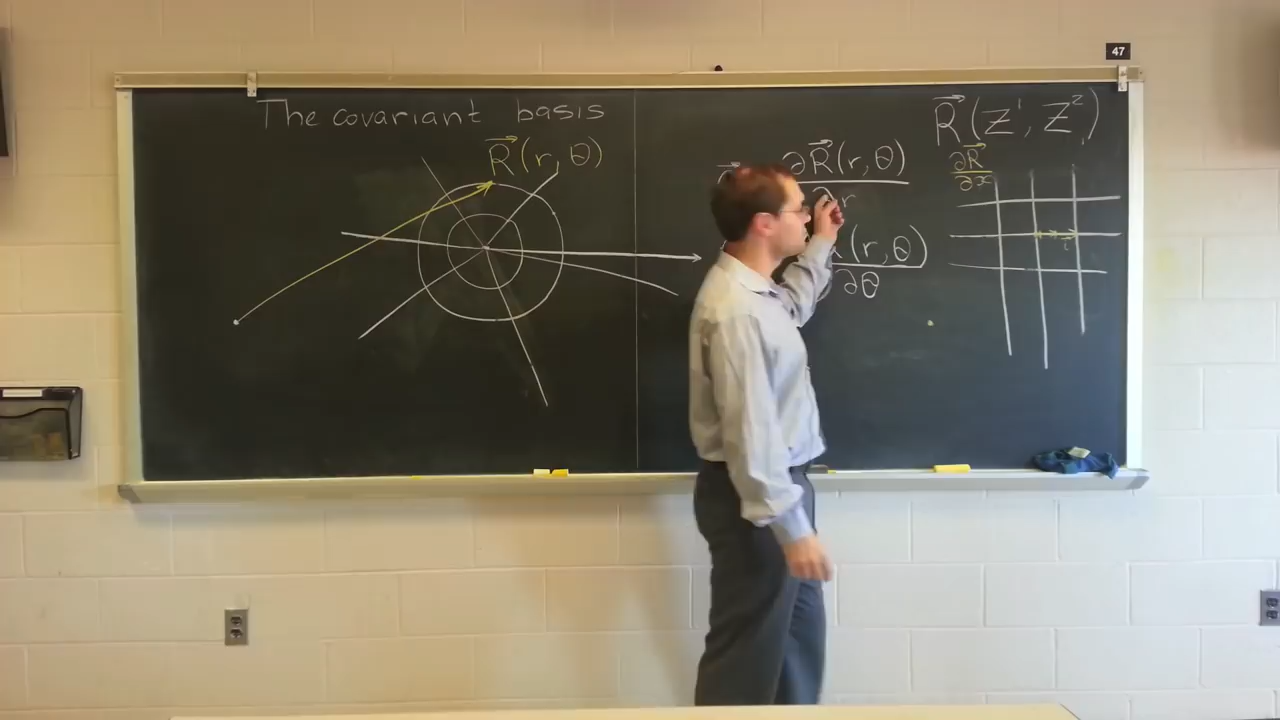 47
The covariant basis
R⃗(r, θ)
∂R⃗(r, θ)
∂r
R(r, θ)
∂θ
R⃗(Z¹, Z²)
∂R⃗
∂x
i